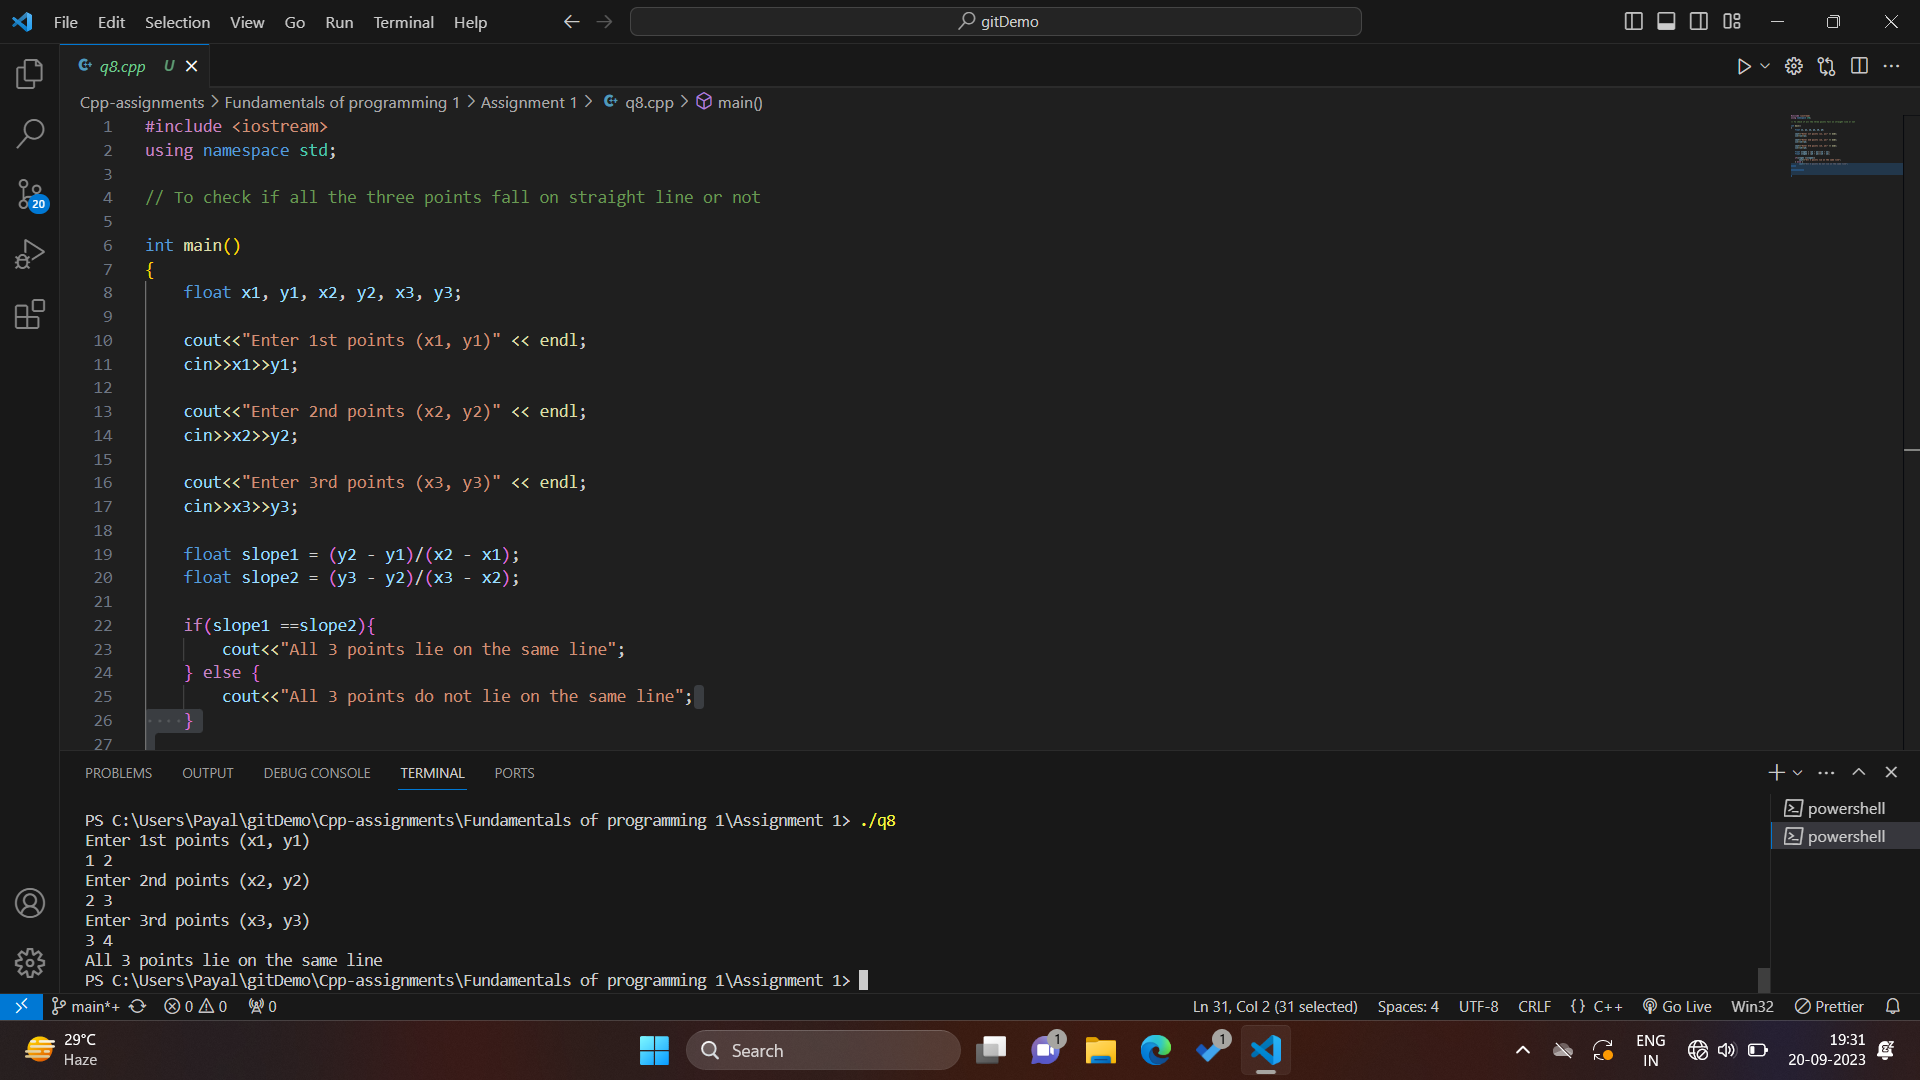 File Edit Selection View Go Run Terminal Help
gitDemo
q8.cpp U
Cpp-assignments > Fundamentals of programming 1 > Assignment 1 > q8.cpp > main()
1 #include <iostream>
2 using namespace std;
3
4 // To check if all the three points fall on straight line or not
5
6 int main()
7 {
8 float x1, y1, x2, y2, x3, y3;
9
10 cout<<"Enter 1st points (x1, y1)" << endl;
11 cin>>x1>>y1;
12
13 cout<<"Enter 2nd points (x2, y2)" << endl;
14 cin>>x2>>y2;
15
16 cout<<"Enter 3rd points (x3, y3)" << endl;
17 cin>>x3>>y3;
18
19 float slope1 = (y2 - y1)/(x2 - x1);
20 float slope2 = (y3 - y2)/(x3 - x2);
21
22 if(slope1 ==slope2){
23 cout<<"All 3 points lie on the same line";
24 } else {
25 cout<<"All 3 points do not lie on the same line";
26 }
27
20
PROBLEMS OUTPUT DEBUG CONSOLE TERMINAL PORTS
PS C:\Users\Payal\gitDemo\Cpp-assignments\Fundamentals of programming 1\Assignment 1> ./q8
Enter 1st points (x1, y1)
1 2
Enter 2nd points (x2, y2)
2 3
Enter 3rd points (x3, y3)
3 4
All 3 points lie on the same line
PS C:\Users\Payal\gitDemo\Cpp-assignments\Fundamentals of programming 1\Assignment 1>
powershell
powershell
main*+ 0 0 0 Ln 31, Col 2 (31 selected) Spaces: 4 UTF-8 CRLF {} C++ Go Live Win32 Prettier
29°C
Haze
Search
1
1
ENG
IN
19:31
20-09-2023